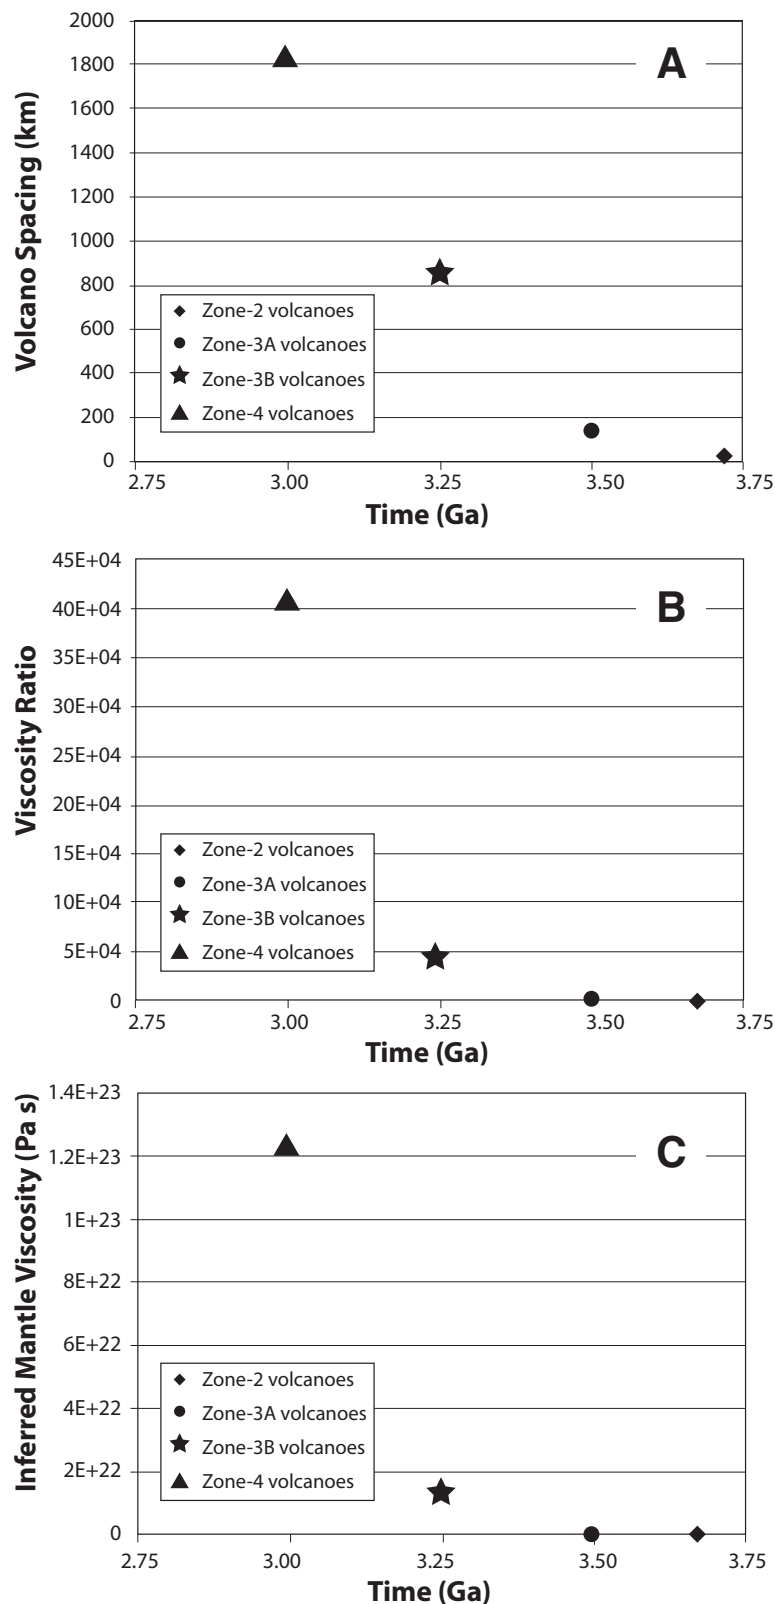 2000
1800
1600
1400
1200
1000
800
600
400
200
0
Volcano Spacing (km)
A
Zone-2 volcanoes
Zone-3A volcanoes
Zone-3B volcanoes
Zone-4 volcanoes
2.75 3.00 3.25 3.50 3.75
Time (Ga)
45E+04
40E+04
35E+04
30E+04
25E+04
20E+04
15E+04
10E+04
5E+04
0
Viscosity Ratio
B
Zone-2 volcanoes
Zone-3A volcanoes
Zone-3B volcanoes
Zone-4 volcanoes
2.75 3.00 3.25 3.50 3.75
Time (Ga)
1.4E+23
1.2E+23
1E+23
8E+22
6E+22
4E+22
2E+22
0
Inferred Mantle Viscosity (Pa s)
C
Zone-2 volcanoes
Zone-3A volcanoes
Zone-3B volcanoes
Zone-4 volcanoes
2.75 3.00 3.25 3.50 3.75
Time (Ga)